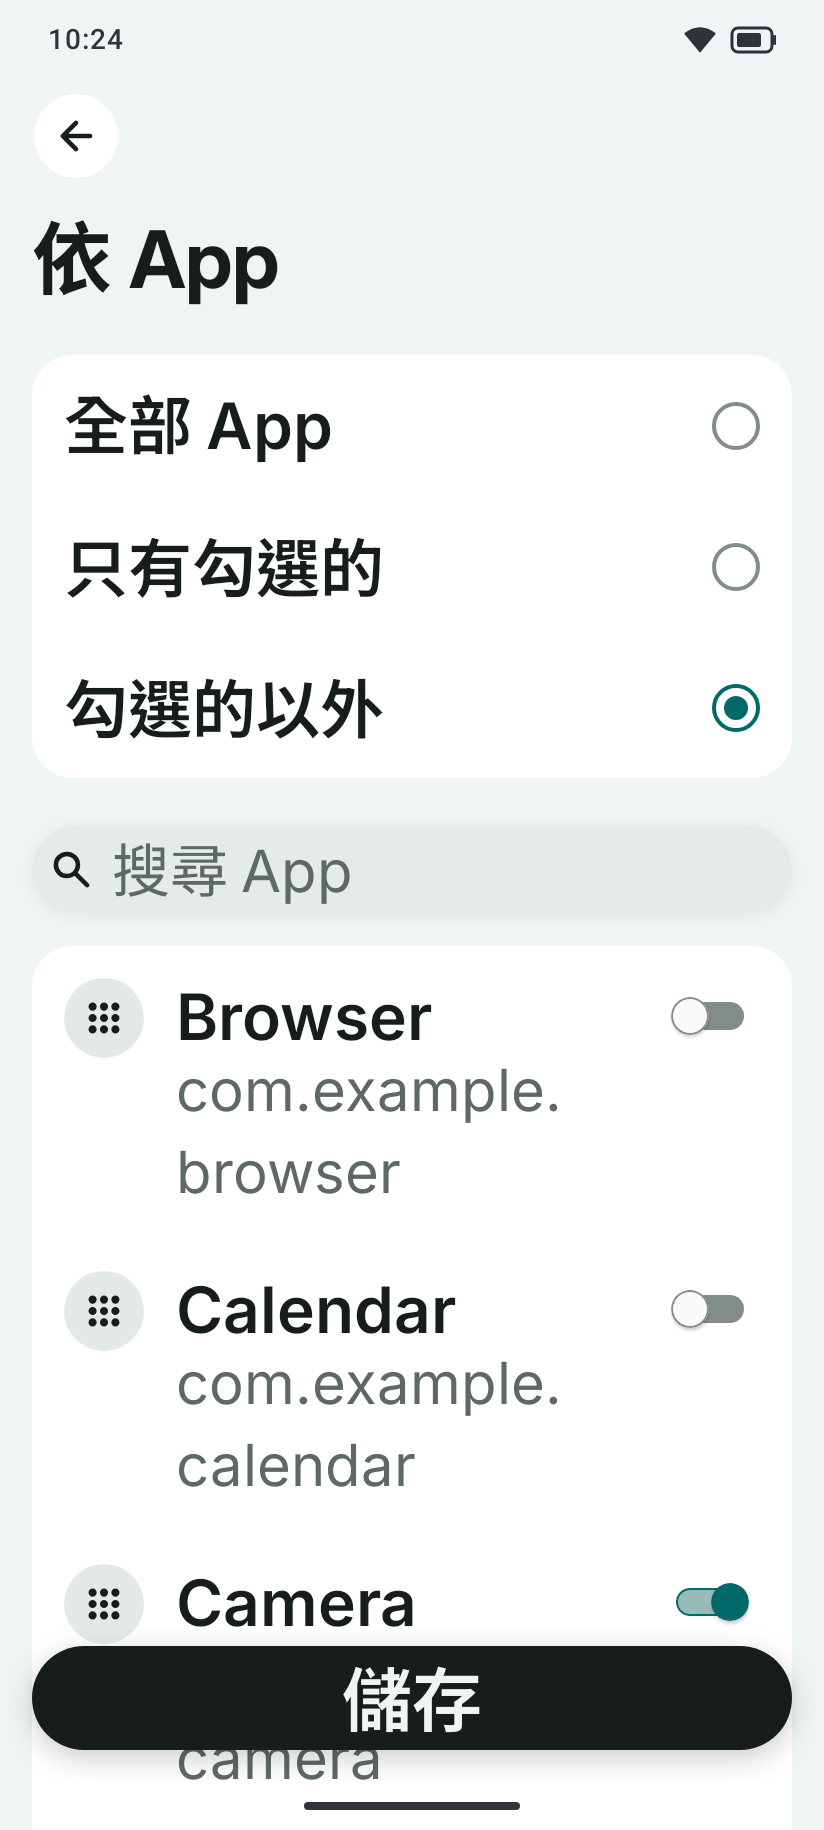 10:24
依 App
全部 App
只有勾選的
勾選的以外
搜尋 App
Browser
com.example.
browser
Calendar
com.example.
calendar
Camera
儲存
camera